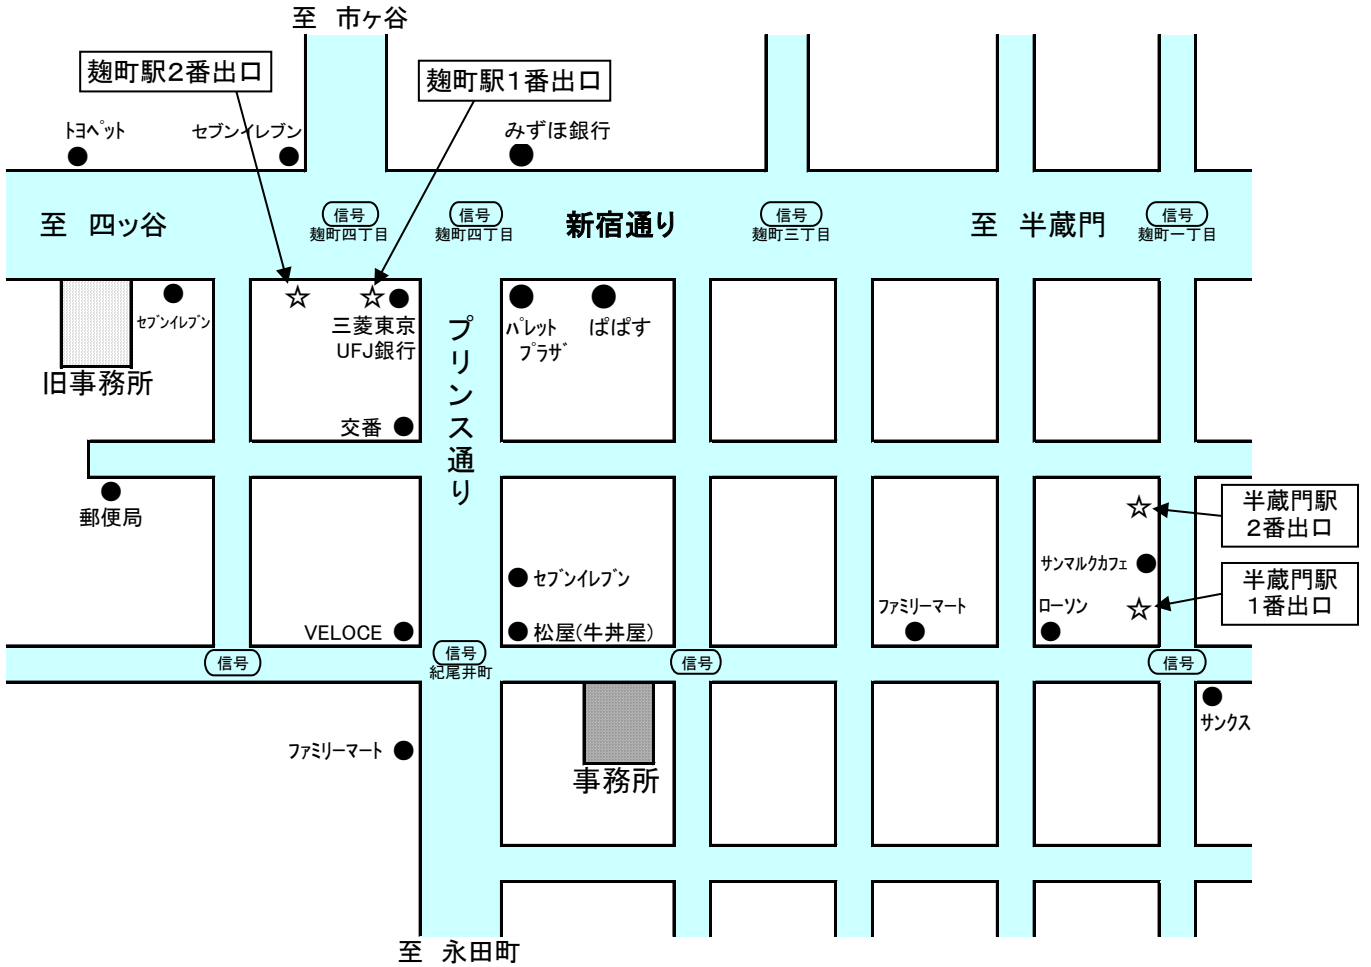 至 市ヶ谷
麹町駅2番出口
麹町駅1番出口
ﾄﾖﾍﾟｯﾄ
セブンイレブン
みずほ銀行
至 四ッ谷
信号
麹町四丁目
信号
麹町四丁目
新宿通り
信号
麹町三丁目
至 半蔵門
信号
麹町一丁目
☆
☆
ｾﾌﾞﾝｲﾚﾌﾞﾝ
三菱東京
UFJ銀行
プリンス通り
ﾊﾟﾚｯﾄ
ﾌﾟﾗｻﾞ
ぱぱす
旧事務所
交番
郵便局
☆
半蔵門駅
2番出口
ｾﾌﾞﾝｲﾚﾌﾞﾝ
ｻﾝﾏﾙｸｶﾌｪ
半蔵門駅
1番出口
VELOCE
松屋(牛丼屋)
ﾌｧﾐﾘｰﾏｰﾄ
ﾛｰｿﾝ
☆
信号
信号
紀尾井町
信号
信号
ｻﾝｸｽ
ﾌｧﾐﾘｰﾏｰﾄ
事務所
至 永田町